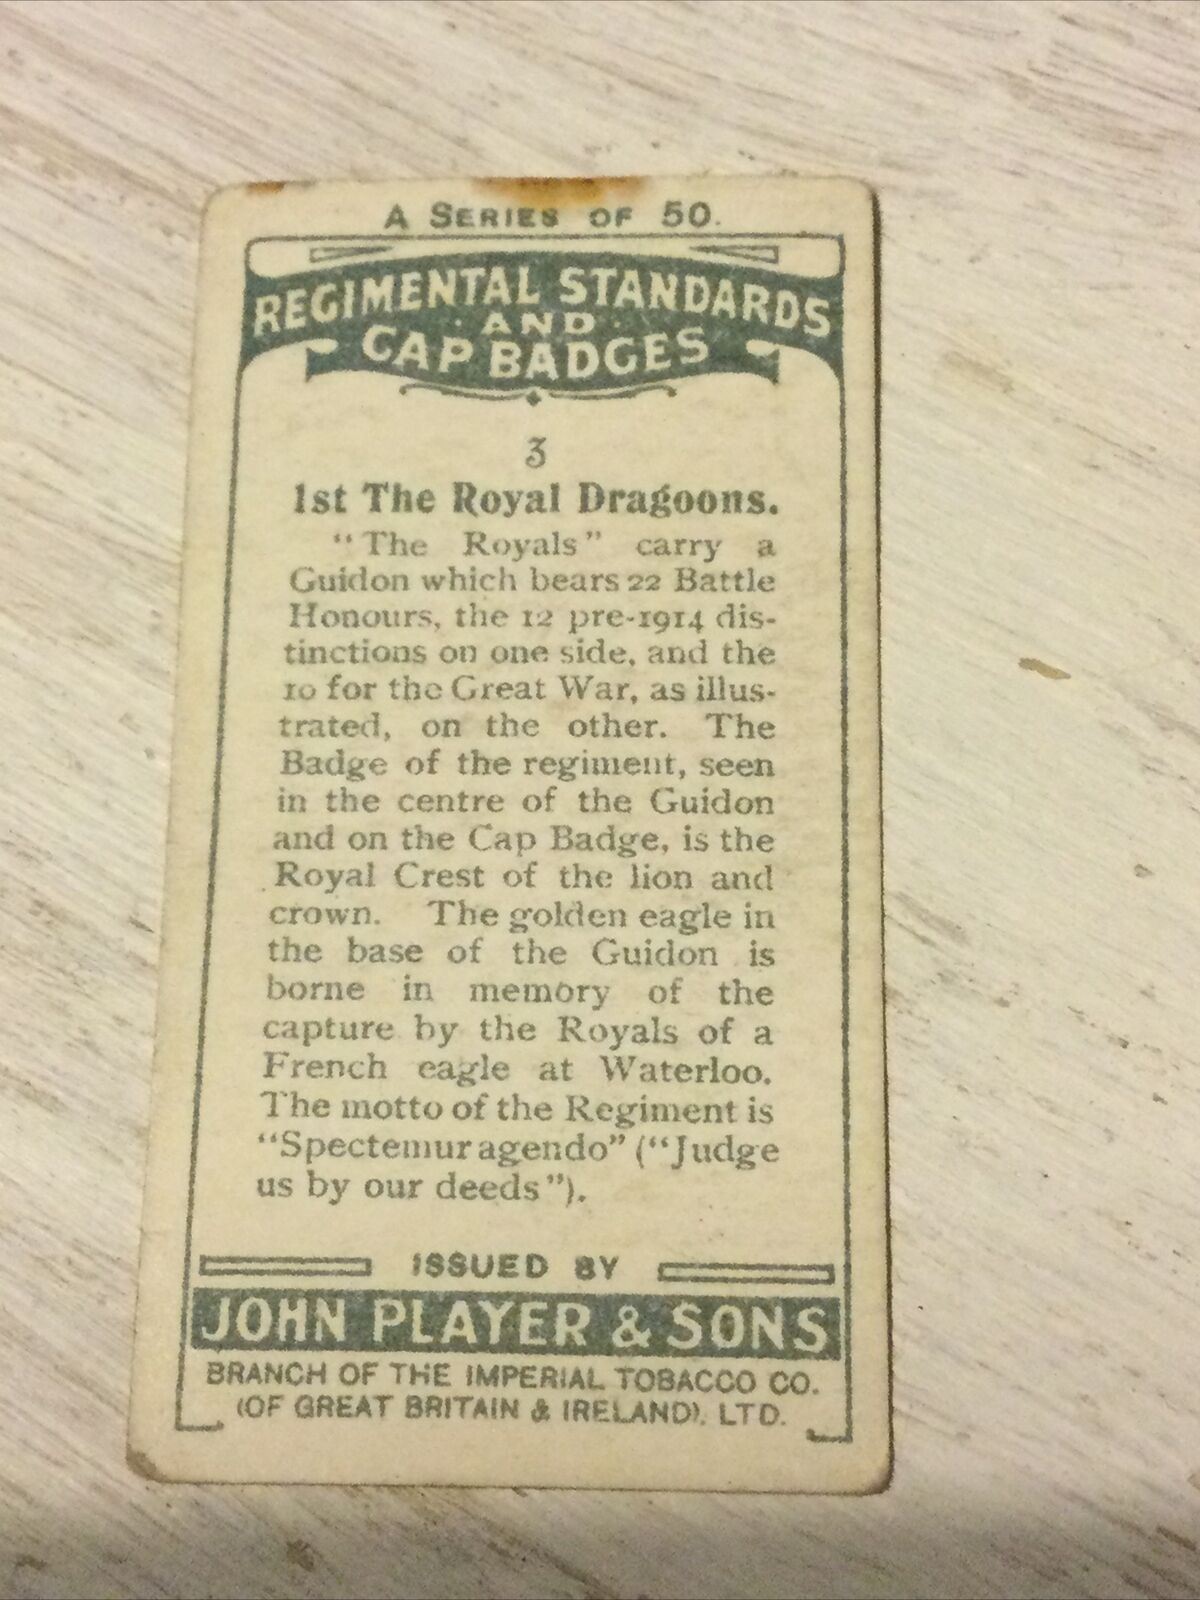 A SERIES OF 50.
REGIMENTAL STANDARDS
AND
CAP BADGES
3
1st The Royal Dragoons.
"The Royals" carry a
Guidon which bears 22 Battle
Honours, the 12 pre-1914 dis-
tinctions on one side, and the
10 for the Great War, as illus-
trated, on the other. The
Badge of the regiment, seen
in the centre of the Guidon
and on the Cap Badge, is the
Royal Crest of the lion and
crown. The golden eagle in
the base of the Guidon is
borne in memory of the
capture by the Royals of a
French eagle at Waterloo.
The motto of the Regiment is
"Spectemur agendo" ("Judge
us by our deeds").
ISSUED BY
JOHN PLAYER & SONS
BRANCH OF THE IMPERIAL TOBACCO CO.
(OF GREAT BRITAIN & IRELAND), LTD.